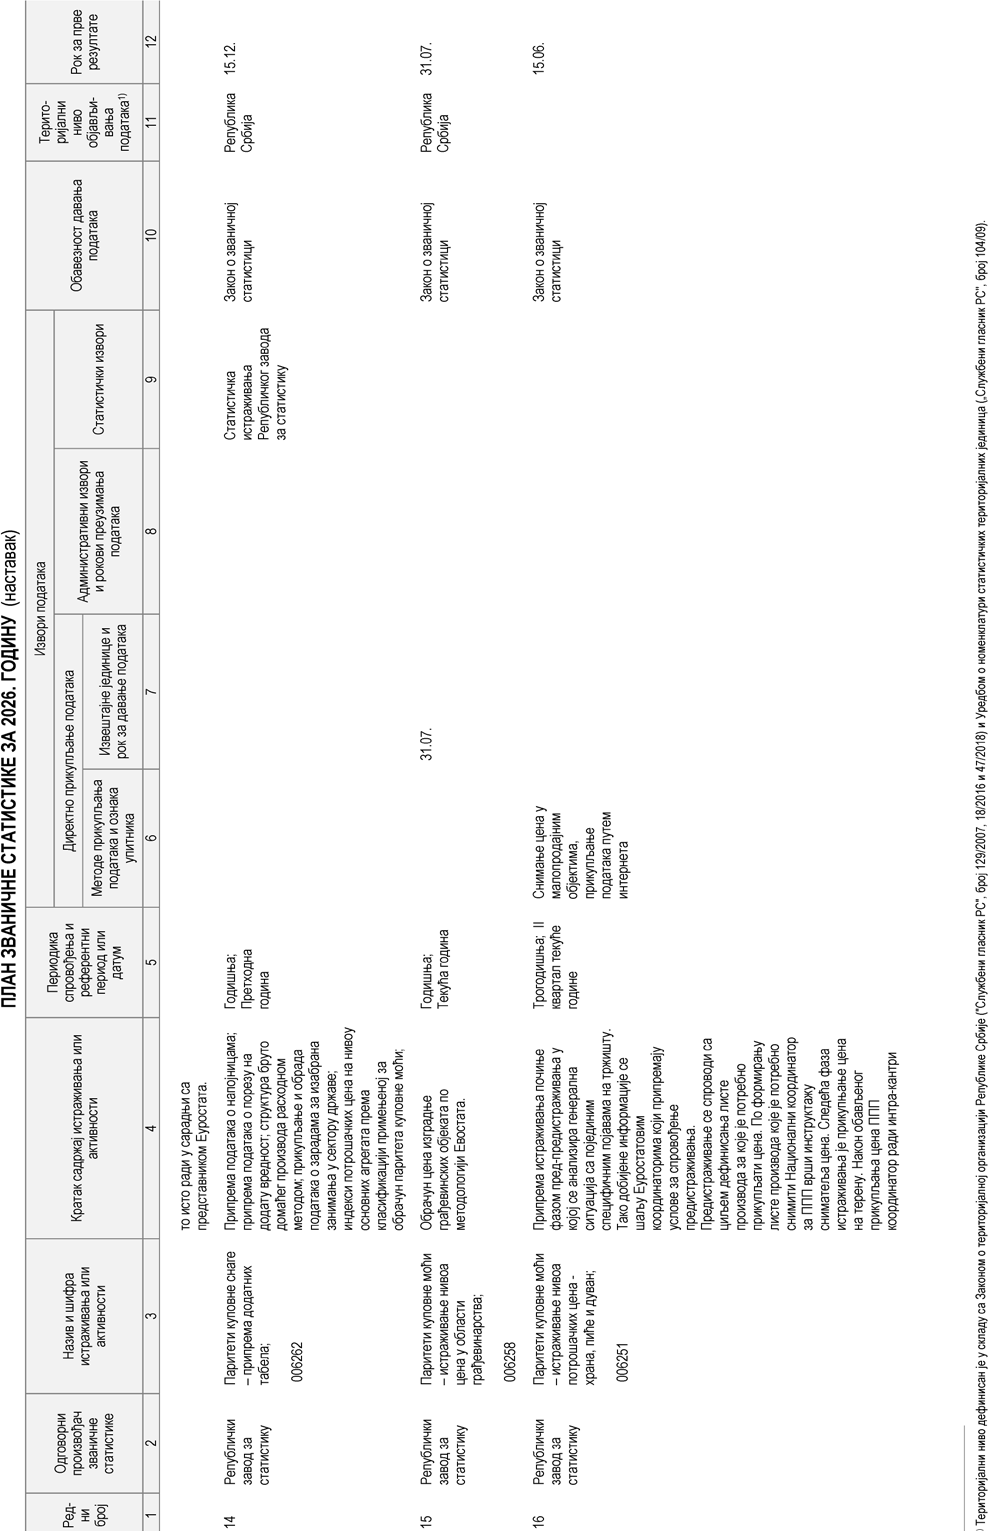 ПЛАН ЗВАНИЧНЕ СТАТИСТИКЕ ЗА 2026. ГОДИНУ (наставак)
Ред-
ни
број
Одговорни
произвођач
званичне
статистике
Назив и шифра
истраживања или
активности
Кратак садржај истраживања или
активности
Периодика
спровођења и
референтни
период или
датум
Извори података
Директно прикупљање података
Методе прикупљања
података и ознака
упитника
Извештајне јединице и
рок за давање података
Административни извори
и рокови преузимања
података
Статистички извори
Обавезност давања
података
Терито-
ријални
ниво
објављи-
вања
података1)
Рок за прве
резултате
1 2 3 4 5 6 7 8 9 10 11 12
то исто ради у сарадњи са
представником Еуростата.
14
Републички
завод за
статистику
Паритети куповне снаге
– припрема додатних
табела;
006262
Припрема података о напојницама;
припрема података о порезу на
додату вредност; структура бруто
домаћег производа расходном
методом; прикупљање и обрада
података о зарадама за изабрана
занимања у сектору државе;
индекси потрошачких цена на нивоу
основних агрегата према
класификацији примењеној за
обрачун паритета куповне моћи;
Годишња;
Претходна
година
Статистичка
истраживања
Републичког завода
за статистику
Закон о званичној
статистици
Република
Србија
15.12.
15
Републички
завод за
статистику
Паритети куповне моћи
– истраживање нивоа
цена у области
грађевинарства;
006258
Обрачун цена изградње
грађевинских објеката по
методологији Евостата.
Годишња;
Текућа година
31.07.
Закон о званичној
статистици
Република
Србија
31.07.
16
Републички
завод за
статистику
Паритети куповне моћи
– истраживање нивоа
потрошачких цена -
храна, пиће и дуван;
006251
Припрема истраживања почиње
фазом пред-предистраживања у
којој се анализира генерална
ситуација са појединим
специфичним појавама на тржишту.
Тако добијене информације се
шаљу Еуростатовим
координаторима који припремају
услове за спровођење
предистраживања.
Предистраживање се спроводи са
циљем дефинисања листе
производа за које је потребно
прикупљати цена. По формирању
листе производа које је потребно
снимити Национални координатор
за ППП врши инструктажу
сниматеља цена. Следећа фаза
истраживања је прикупњање цена
на терену. Након обављеног
прикупљања цена ППП
координатор ради интра-кантри
Трогодишња; II
квартал текуће
године
Снимање цена у
малопродајним
објектима,
прикупљање
података путем
интернета
Закон о званичној
статистици
15.06.
) Територијални ниво дефинисан је у складу са Законом о територијалној организацији Републике Србије ("Службени гласник РС", број 129/2007, 18/2016 и 47/2018) и Уредбом о номенклатури статистичких територијалних јединица („Службени гласник РС", број 104/09).